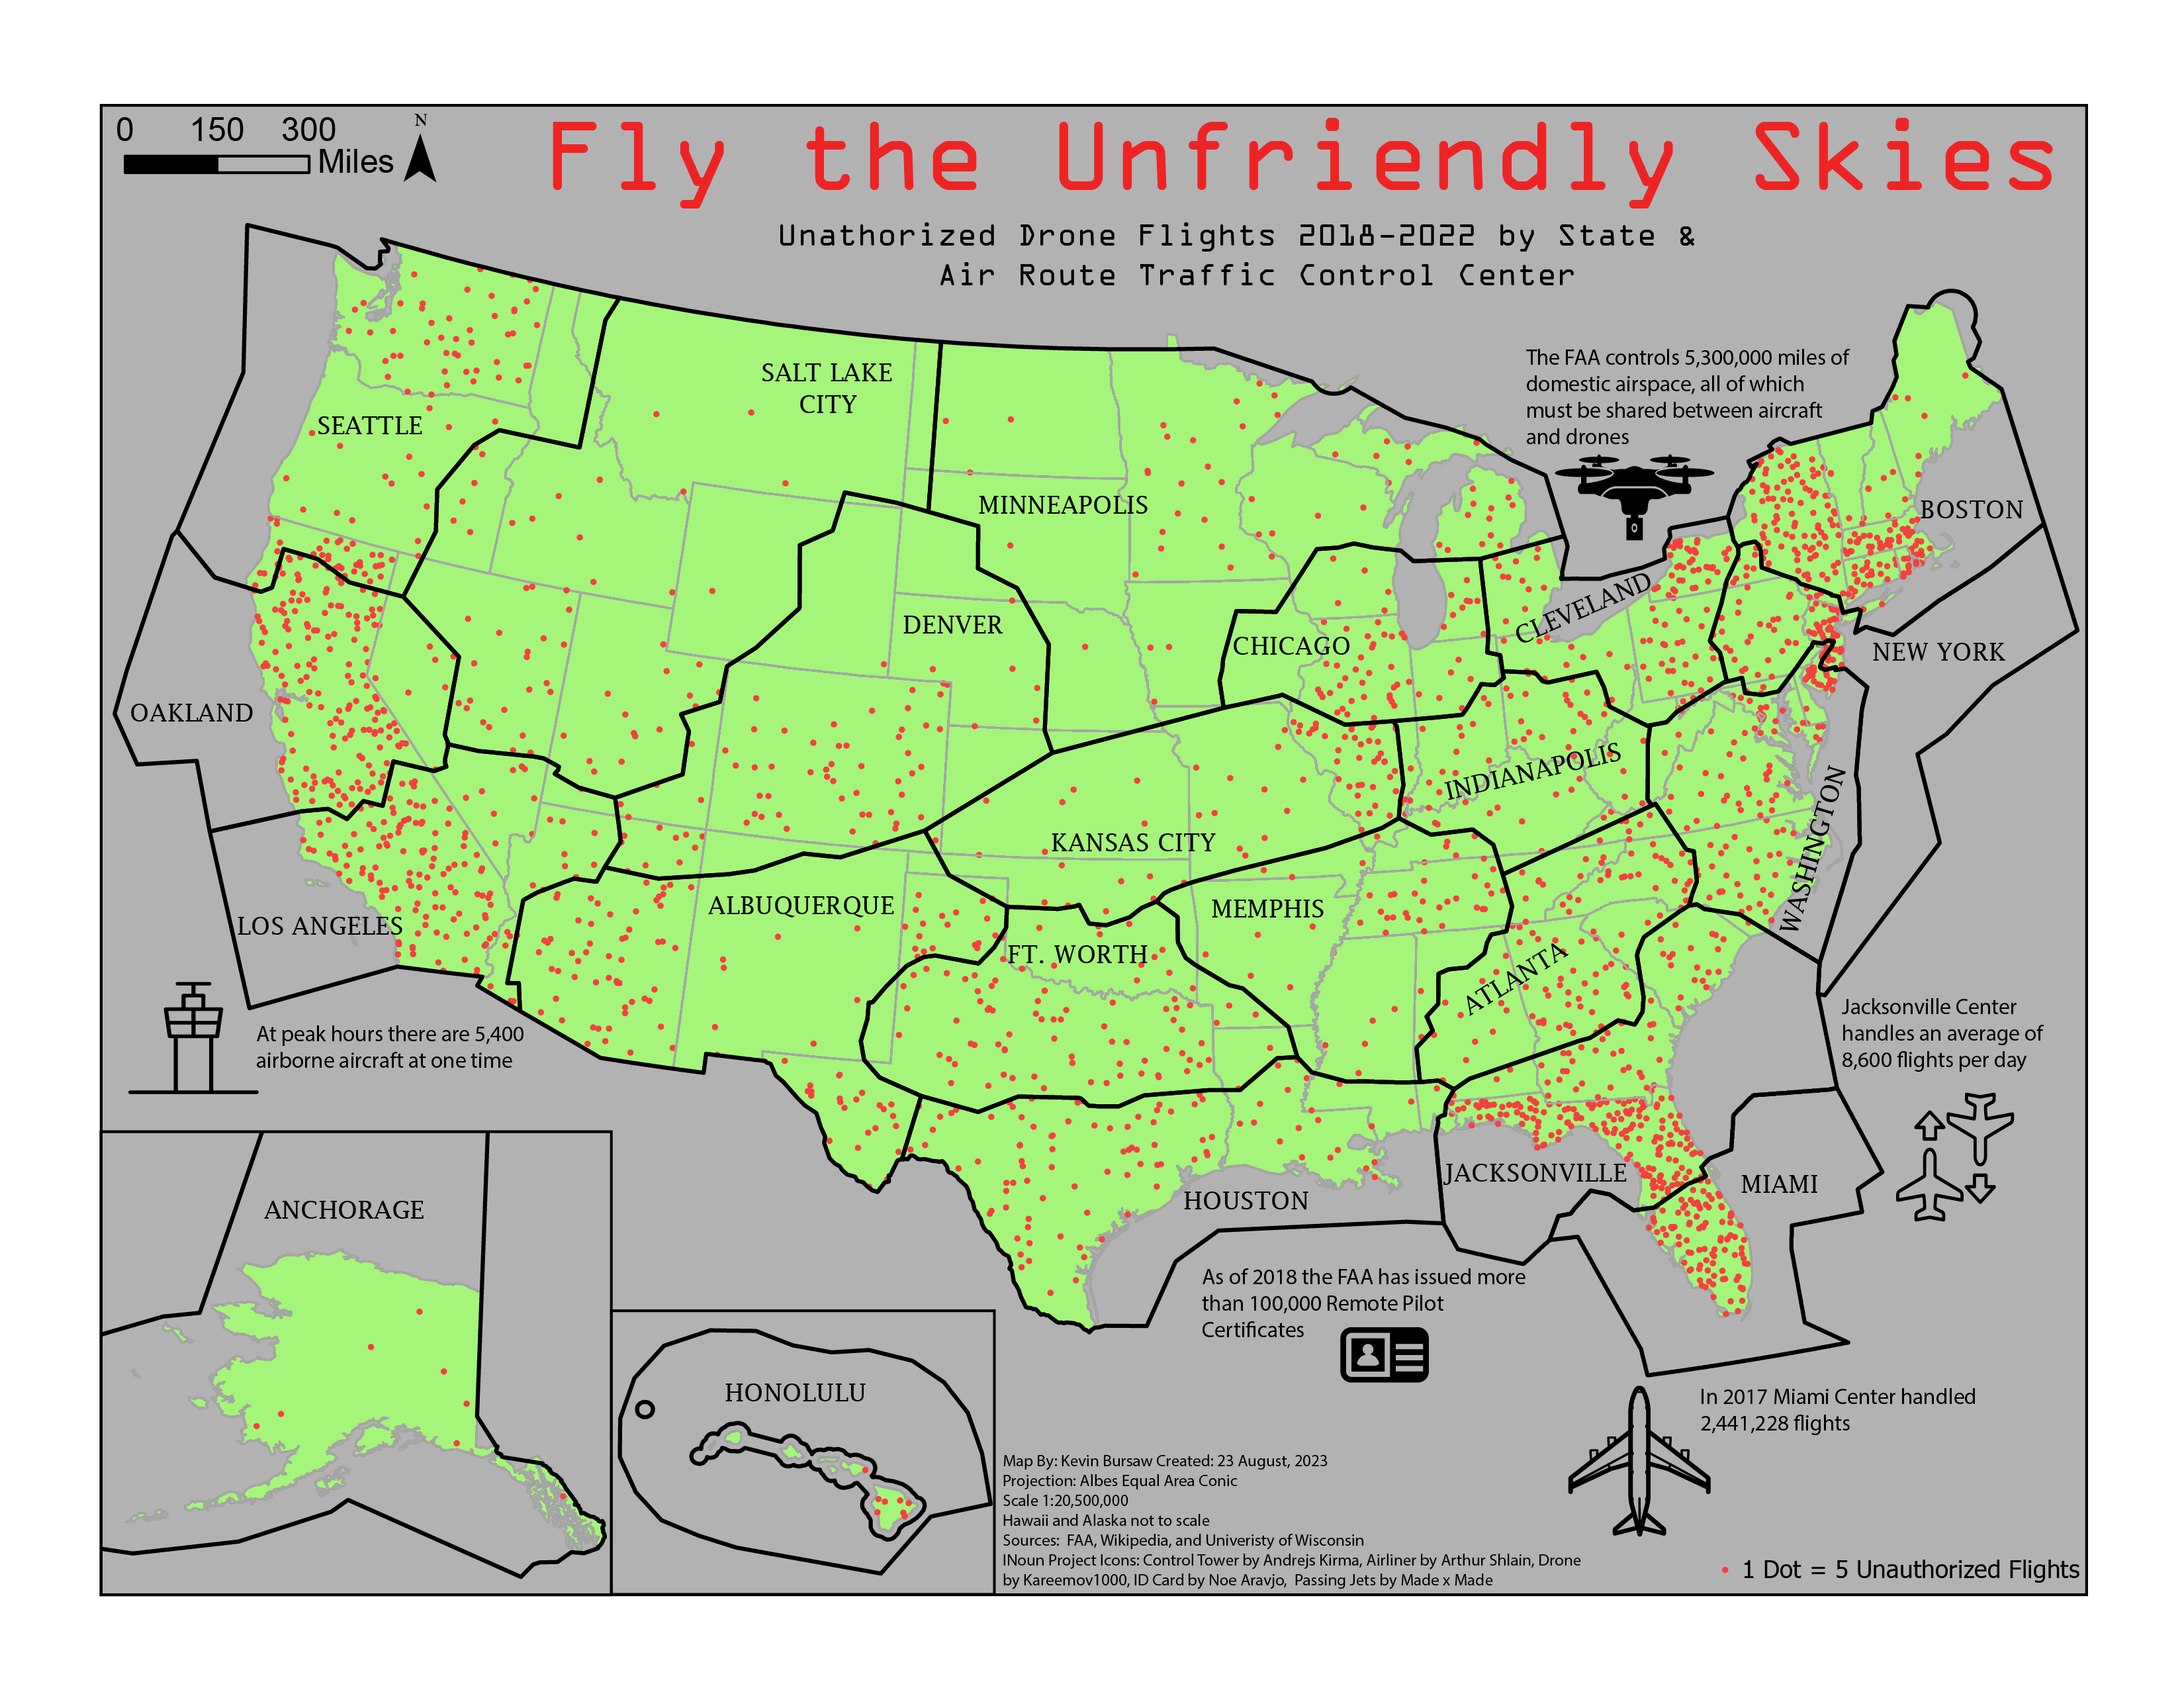 0 150 300
Miles
N
Fly the Unfriendly Skies
Unathorized Drone Flights 2018-2022 by State &
Air Route Traffic Control Center
The FAA controls 5,300,000 miles of
domestic airspace, all of which
must be shared between aircraft
and drones
SALT LAKE
CITY
SEATTLE
MINNEAPOLIS
BOSTON
CLEVELAND
DENVER
CHICAGO
NEW YORK
OAKLAND
INDIANAPOLIS
KANSAS CITY
WASHINGTON
LOS ANGELES
ALBUQUERQUE
MEMPHIS
FT. WORTH
ATLANTA
At peak hours there are 5,400
airborne aircraft at one time
Jacksonville Center
handles an average of
8,600 flights per day
JACKSONVILLE
MIAMI
HOUSTON
ANCHORAGE
As of 2018 the FAA has issued more
than 100,000 Remote Pilot
Certificates
HONOLULU
In 2017 Miami Center handled
2,441,228 flights
Map By: Kevin Bursaw Created: 23 August, 2023
Projection: Albes Equal Area Conic
Scale 1:20,500,000
Hawaii and Alaska not to scale
Sources: FAA, Wikipedia, and Univeristy of Wisconsin
INoun Project Icons: Control Tower by Andrejs Kirma, Airliner by Arthur Shlain, Drone
by Kareemov1000, ID Card by Noe Aravjo, Passing Jets by Made x Made
1 Dot = 5 Unauthorized Flights